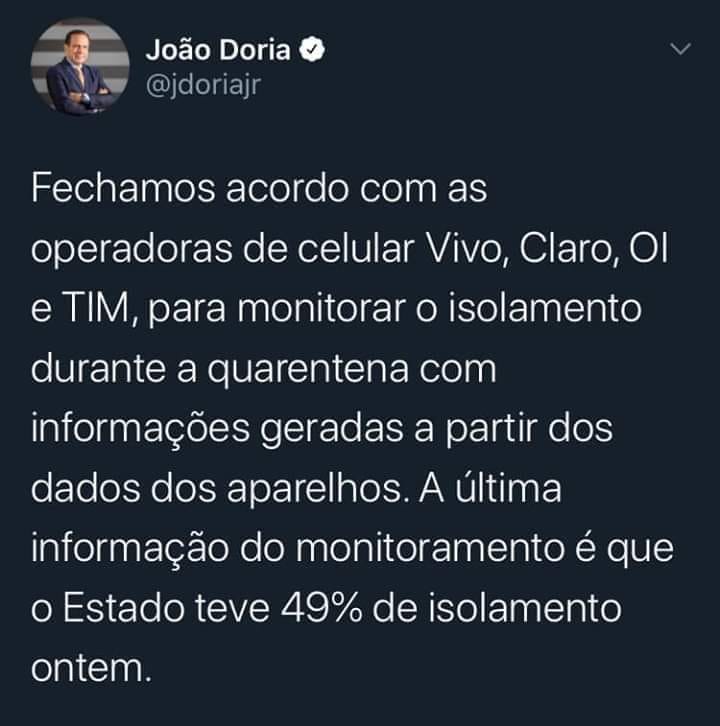 João Doria
@jdoriajr
Fechamos acordo com as
operadoras de celular Vivo, Claro, OI
e TIM, para monitorar o isolamento
durante a quarentena com
informações geradas a partir dos
dados dos aparelhos. A última
informação do monitoramento é que
o Estado teve 49% de isolamento
ontem.